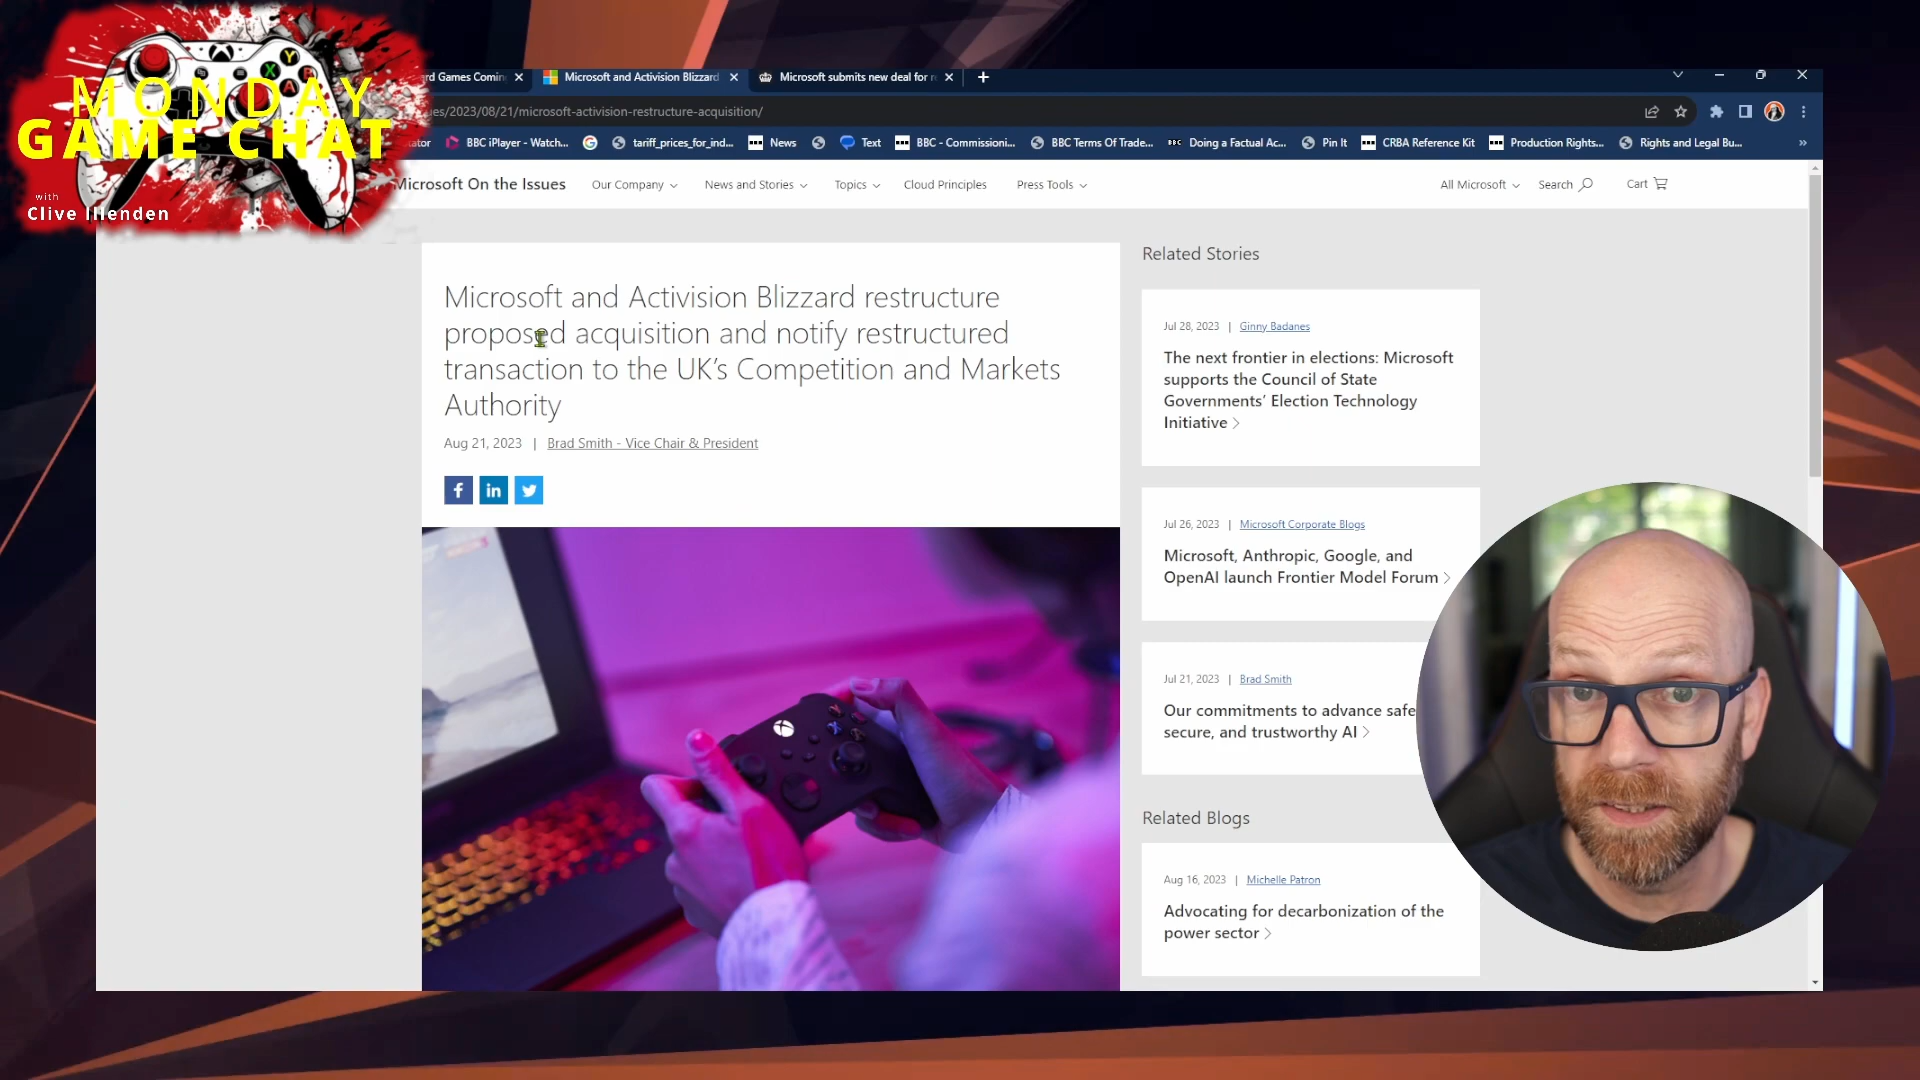 MONDAY
GAME CHAT
with
Clive Illenden
rd Games Comin
Microsoft and Activision Blizzard
Microsoft submits new deal for r
es/2023/08/21/microsoft-activision-restructure-acquisition/
BBC iPlayer - Watch...
tariff_prices_for_ind...
News
Text
BBC - Commissioni...
BBC Terms Of Trade...
Doing a Factual Ac...
Pin It
CRBA Reference Kit
Production Rights...
Rights and Legal Bu...
Microsoft On the Issues
Our Company
News and Stories
Topics
Cloud Principles
Press Tools
All Microsoft
Search
Cart
Microsoft and Activision Blizzard restructure
proposed acquisition and notify restructured
transaction to the UK’s Competition and Markets
Authority
Aug 21, 2023 | Brad Smith - Vice Chair & President
Related Stories
Jul 28, 2023 | Ginny Badanes
The next frontier in elections: Microsoft
supports the Council of State
Governments’ Election Technology
Initiative
Jul 26, 2023 | Microsoft Corporate Blogs
Microsoft, Anthropic, Google, and
OpenAI launch Frontier Model Forum
Jul 21, 2023 | Brad Smith
Our commitments to advance safe
secure, and trustworthy AI
Related Blogs
Aug 16, 2023 | Michelle Patron
Advocating for decarbonization of the
power sector